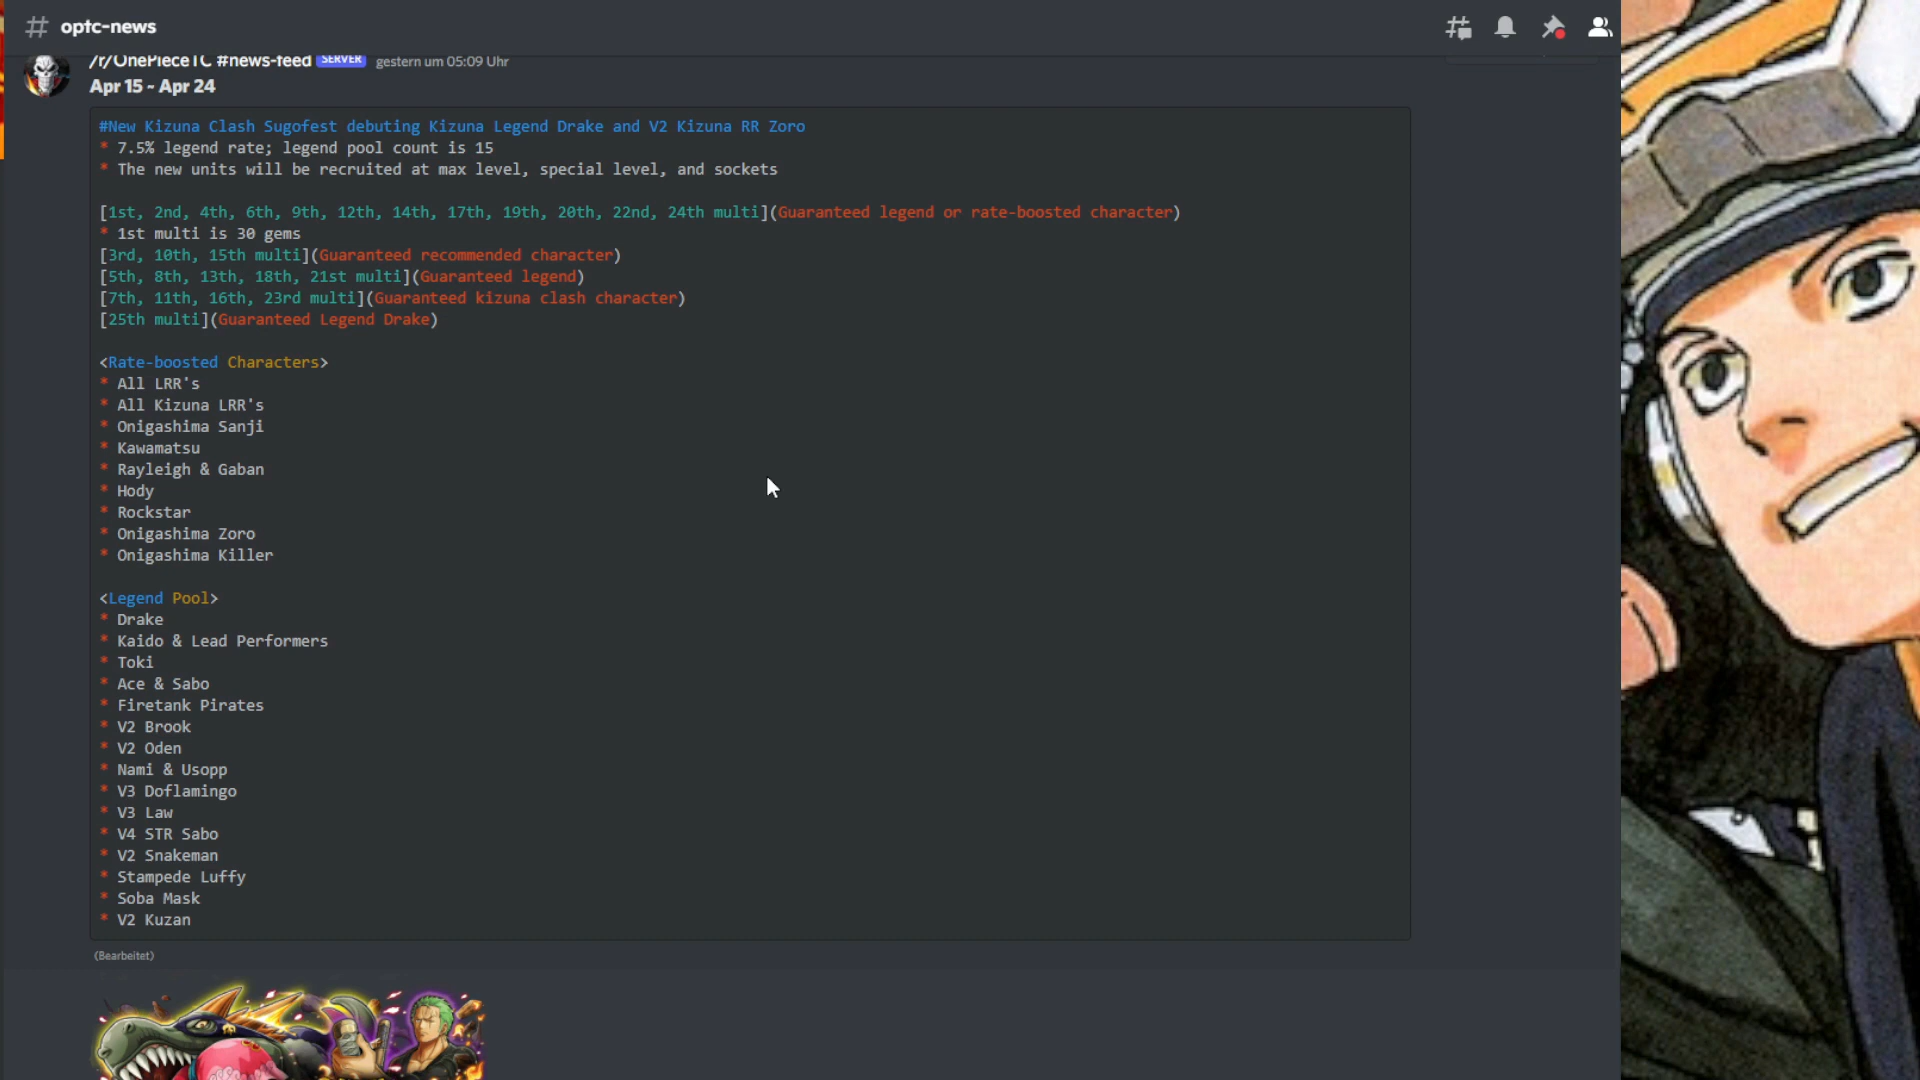 optc-news
/r/OnePieceTC #news-feed SERVER gestern um 05:09 Uhr
Apr 15 ~ Apr 24
#New Kizuna Clash Sugofest debuting Kizuna Legend Drake and V2 Kizuna RR Zoro
* 7.5% legend rate; legend pool count is 15
* The new units will be recruited at max level, special level, and sockets
[1st, 2nd, 4th, 6th, 9th, 12th, 14th, 17th, 19th, 20th, 22nd, 24th multi](Guaranteed legend or rate-boosted character)
* 1st multi is 30 gems
[3rd, 10th, 15th multi](Guaranteed recommended character)
[5th, 8th, 13th, 18th, 21st multi](Guaranteed legend)
[7th, 11th, 16th, 23rd multi](Guaranteed kizuna clash character)
[25th multi](Guaranteed Legend Drake)
<Rate-boosted Characters>
* All LRR's
* All Kizuna LRR's
* Onigashima Sanji
* Kawamatsu
* Rayleigh & Gaban
* Hody
* Rockstar
* Onigashima Zoro
* Onigashima Killer
<Legend Pool>
* Drake
* Kaido & Lead Performers
* Toki
* Ace & Sabo
* Firetank Pirates
* V2 Brook
* V2 Oden
* Nami & Usopp
* V3 Doflamingo
* V3 Law
* V4 STR Sabo
* V2 Snakeman
* Stampede Luffy
* Soba Mask
* V2 Kuzan
(Bearbeitet)